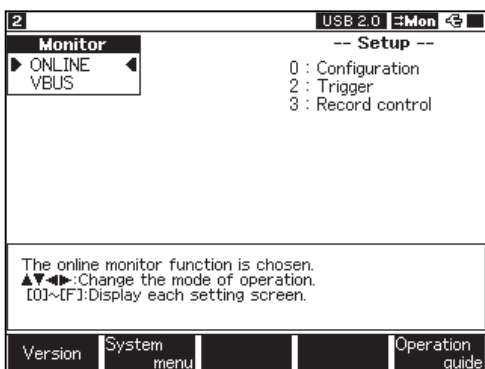 2 USB 2.0 ⇄Mon
Monitor
▶ ONLINE ◀
VBUS
-- Setup --
0 : Configuration
2 : Trigger
3 : Record control
The online monitor function is chosen.
▲▼◀▶:Change the mode of operation.
[0]~[F]:Display each setting screen.
Version
System menu
Operation guide